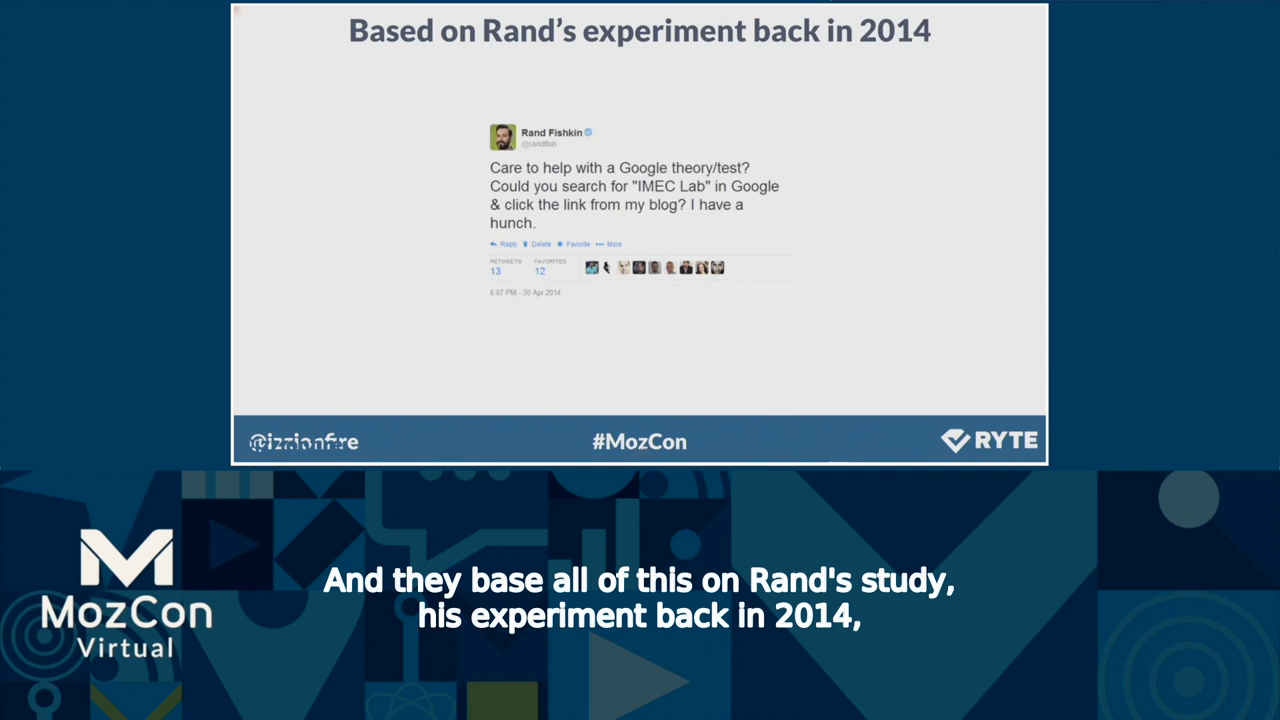 Based on Rand's experiment back in 2014
Rand Fishkin
@randfish
Care to help with a Google theory/test?
Could you search for "IMEC Lab" in Google
& click the link from my blog? I have a
hunch.
Reply Delete Favorite More
RETWEETS FAVORITES
13 12
6:07 PM - 30 Apr 2014
@izzionfire #MozCon RYTE
MozCon
Virtual
And they base all of this on Rand's study,
his experiment back in 2014,